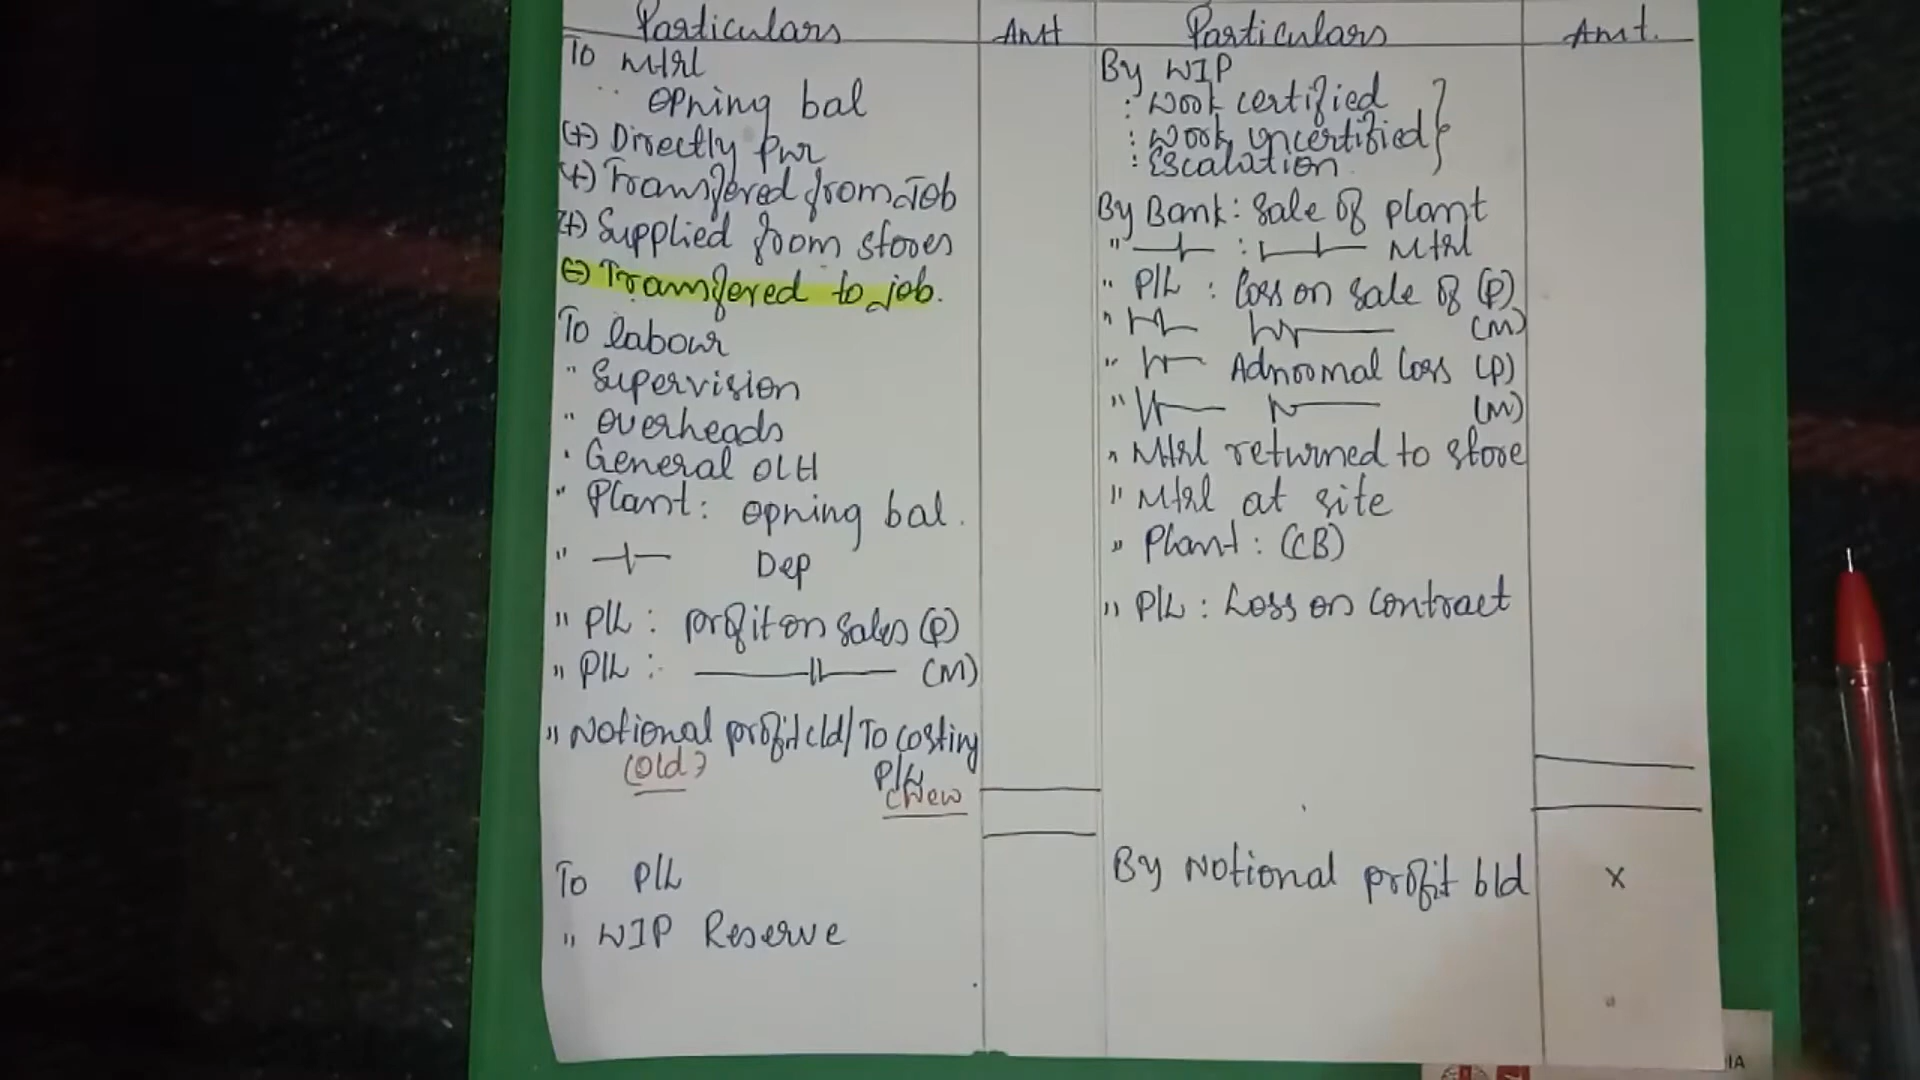 Particulars
Amt
To Mtrl
opning bal
(+) Directly pur
(+) Transfered from Job
(+) Supplied from stores
(-) Transfered to job.
To labour
" Supervision
" overheads
" General O/H
" Plant: opning bal.
" Dep
" P/L: profit on sales (P)
" P/L: —"— (M)
" Notional profit c/d / To costing
(old) P/L
(New
To P/L
" WIP Reserve
Particulars
Amt.
By WIP
: work certified
: work uncertified
: Escalation
By Bank: sale of plant
" —"— : —"— Mtrl
" P/L : loss on sale of (P)
" —"— —"— (M)
" —"— Adnormal loss (P)
" —"— —"— (M)
" Mtrl returned to store
" Mtrl at site
" Plant: (CB)
" P/L : Loss on contract
By Notional profit b/d
x
IA